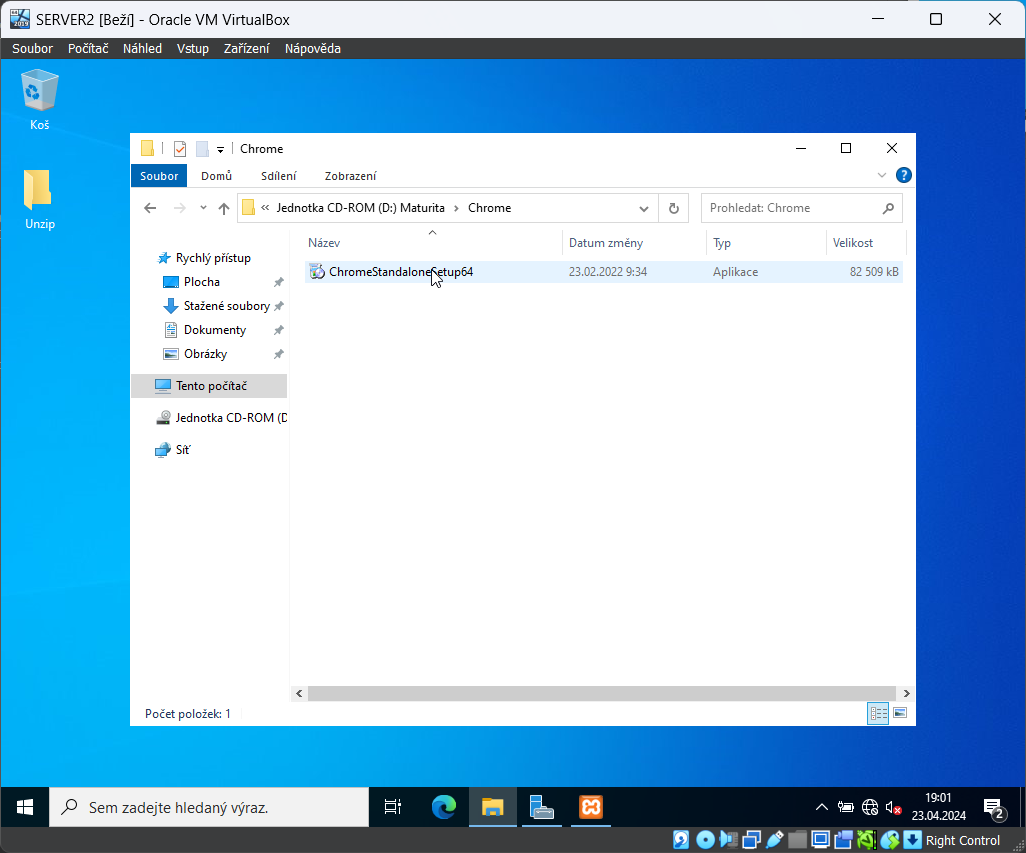 SERVER2 [Beží] - Oracle VM VirtualBox
Soubor Počítač Náhled Vstup Zařízení Nápověda
Koš
Unzip
Chrome
Soubor Domů Sdílení Zobrazení
« Jednotka CD-ROM (D:) Maturita › Chrome
Prohledat: Chrome
Název Datum změny Typ Velikost
ChromeStandaloneSetup64 23.02.2022 9:34 Aplikace 82 509 kB
Rychlý přístup
Plocha
Stažené soubory
Dokumenty
Obrázky
Tento počítač
Jednotka CD-ROM (D
Síť
Počet položek: 1
Sem zadejte hledaný výraz.
19:01
23.04.2024
2
Right Control